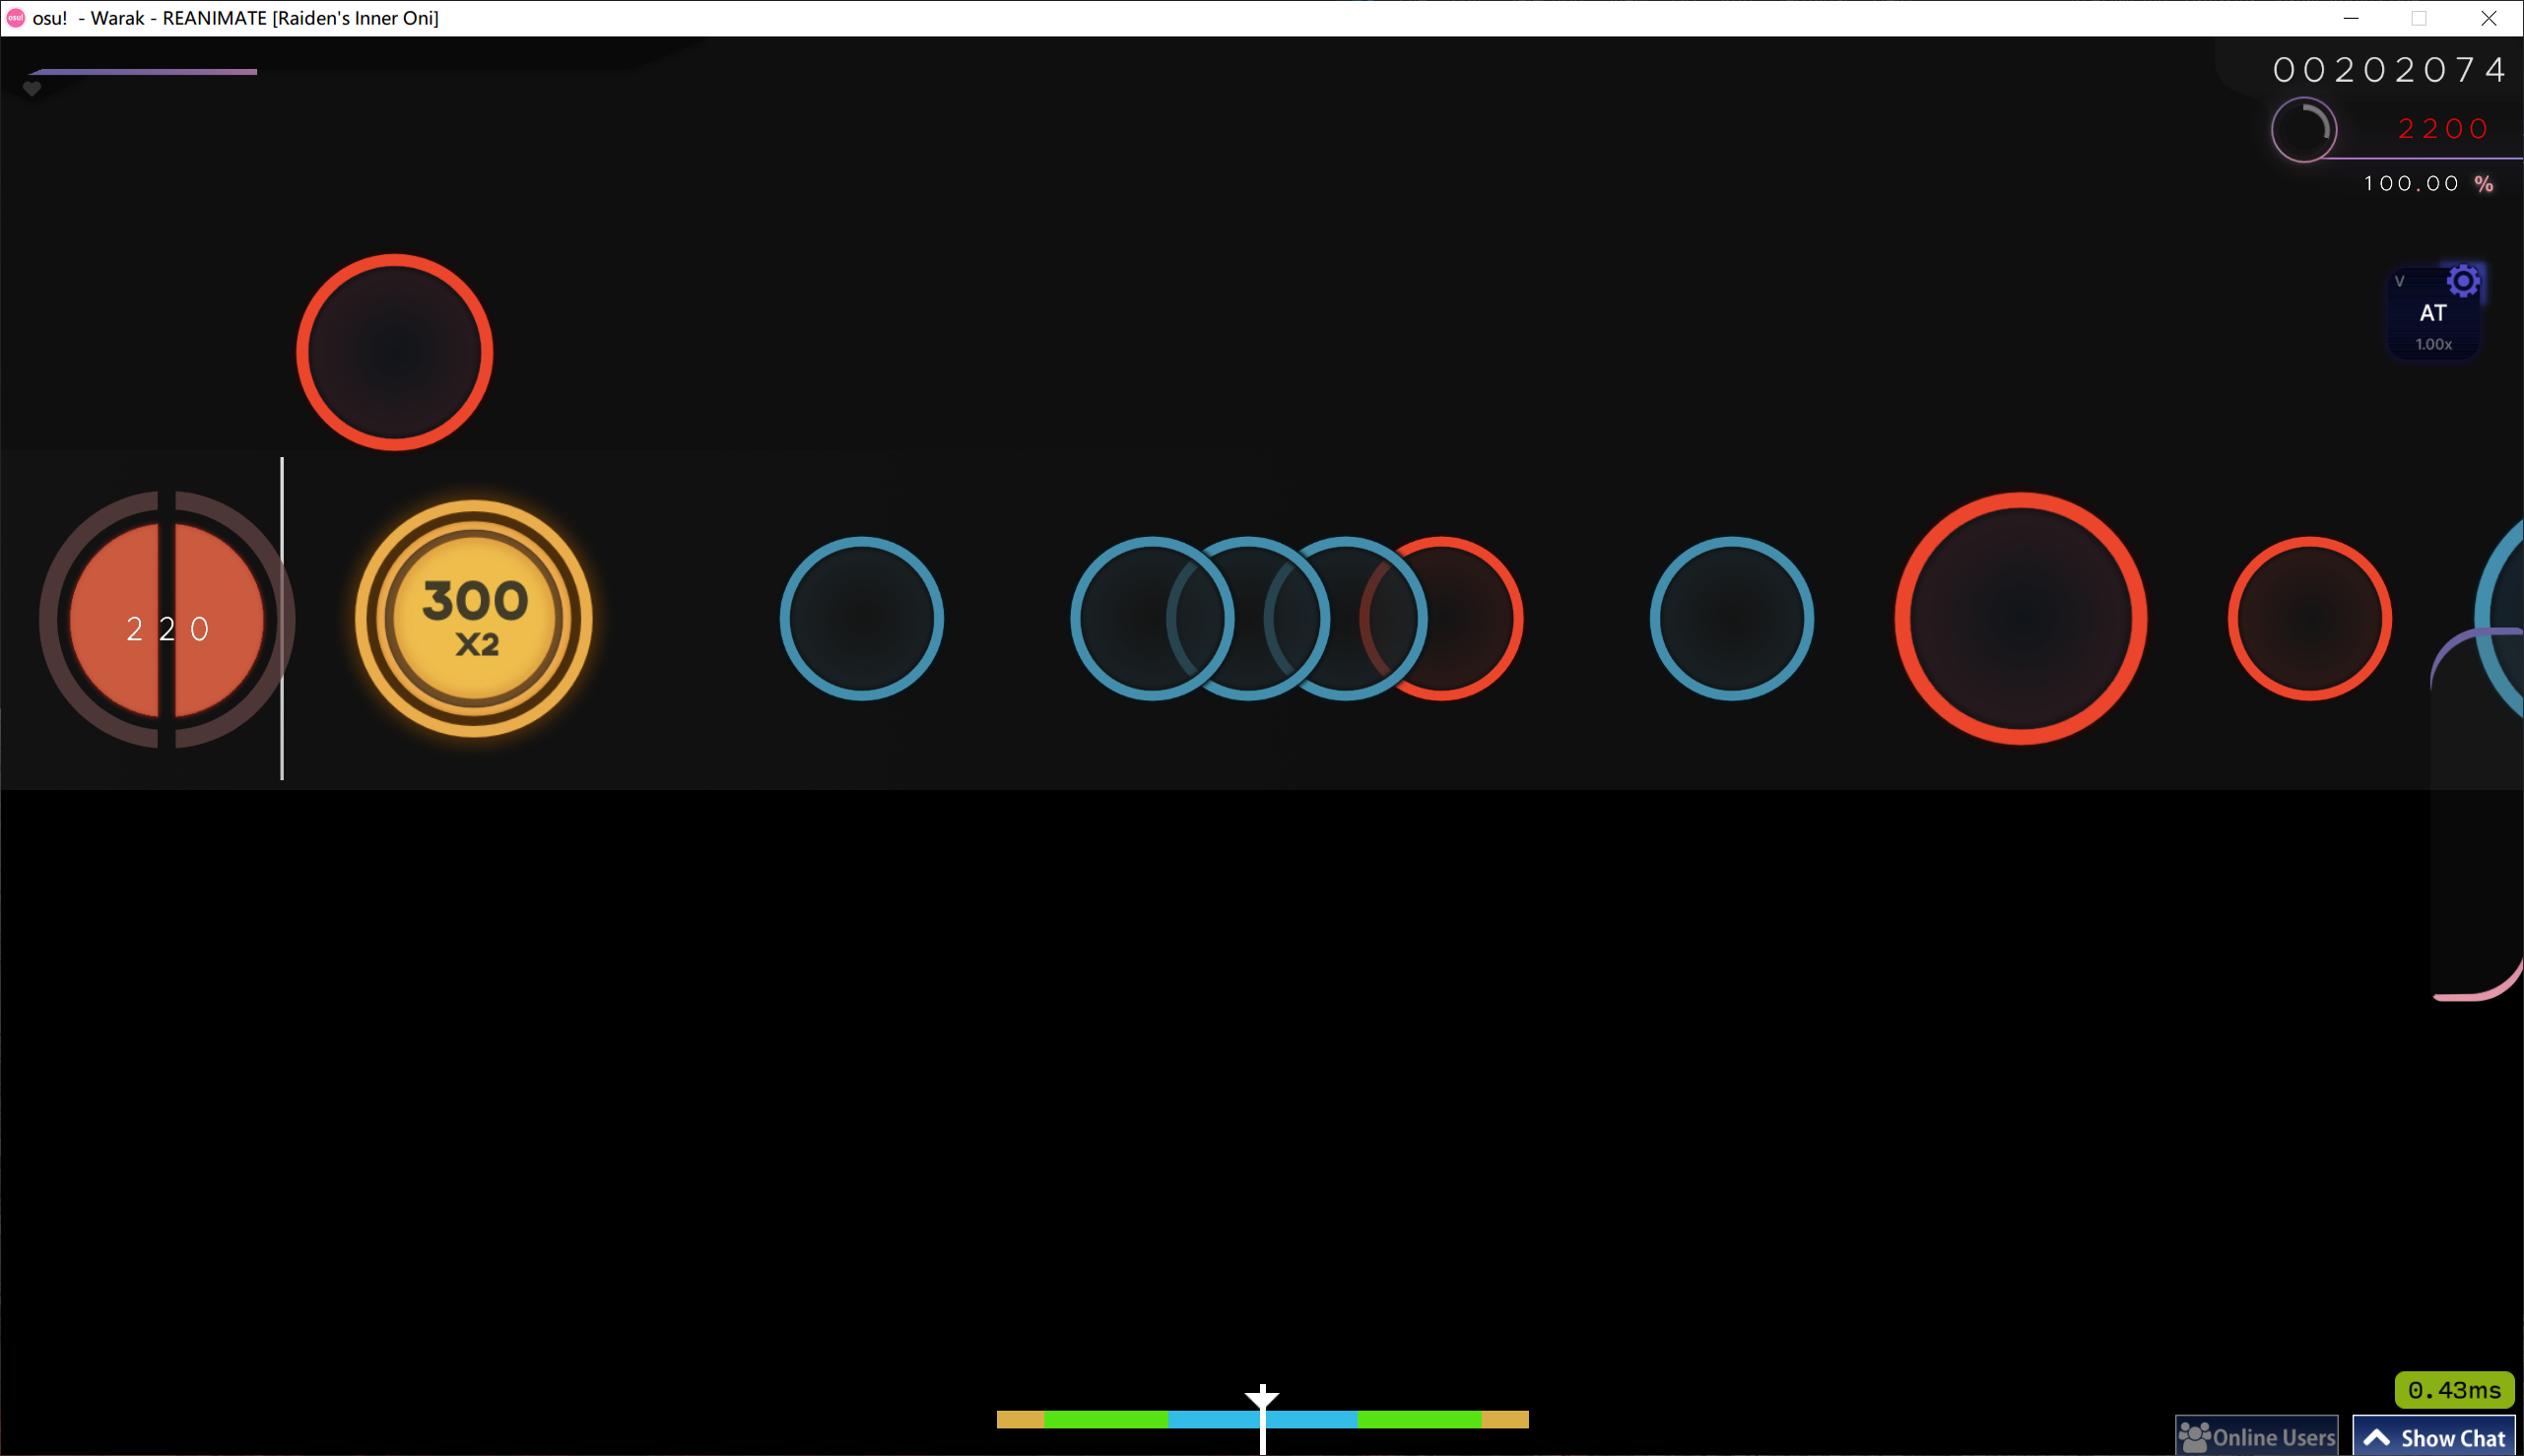 osu!  - Warak - REANIMATE [Raiden's Inner Oni]
00202074
2200
100.00 %
V
AT
1.00x
220
300
X2
0.43ms
Online Users
Show Chat